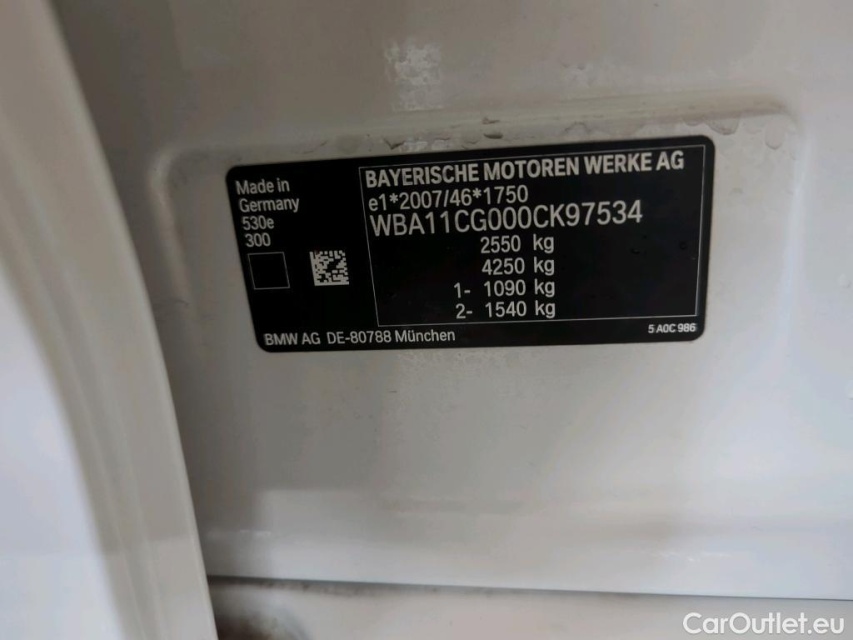 Made in
Germany
530e
300
BAYERISCHE MOTOREN WERKE AG
e1*2007/46*1750
WBA11CG000CK97534
2550 kg
4250 kg
1- 1090 kg
2- 1540 kg
BMW AG DE-80788 München
5 A0C 986
CarOutlet.eu